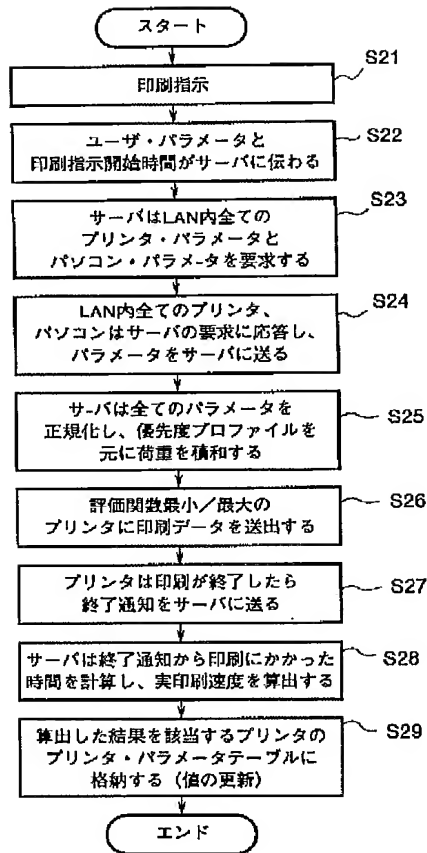 スタート
S21
印刷指示
S22
ユーザ・パラメータと
印刷指示開始時間がサーバに伝わる
S23
サーバはLAN内全ての
プリンタ・パラメータと
パソコン・パラメ-タを要求する
S24
LAN内全てのプリンタ、
パソコンはサーバの要求に応答し、
パラメータをサーバに送る
S25
サ-バは全てのパラメータを
正規化し、優先度プロファイルを
元に荷重を積和する
S26
評価関数最小/最大の
プリンタに印刷データを送出する
S27
プリンタは印刷が終了したら
終了通知をサーバに送る
S28
サーバは終了通知から印刷にかかった
時間を計算し、実印刷速度を算出する
S29
算出した結果を該当するプリンタの
プリンタ・パラメータテーブルに
格納する(値の更新)
エンド